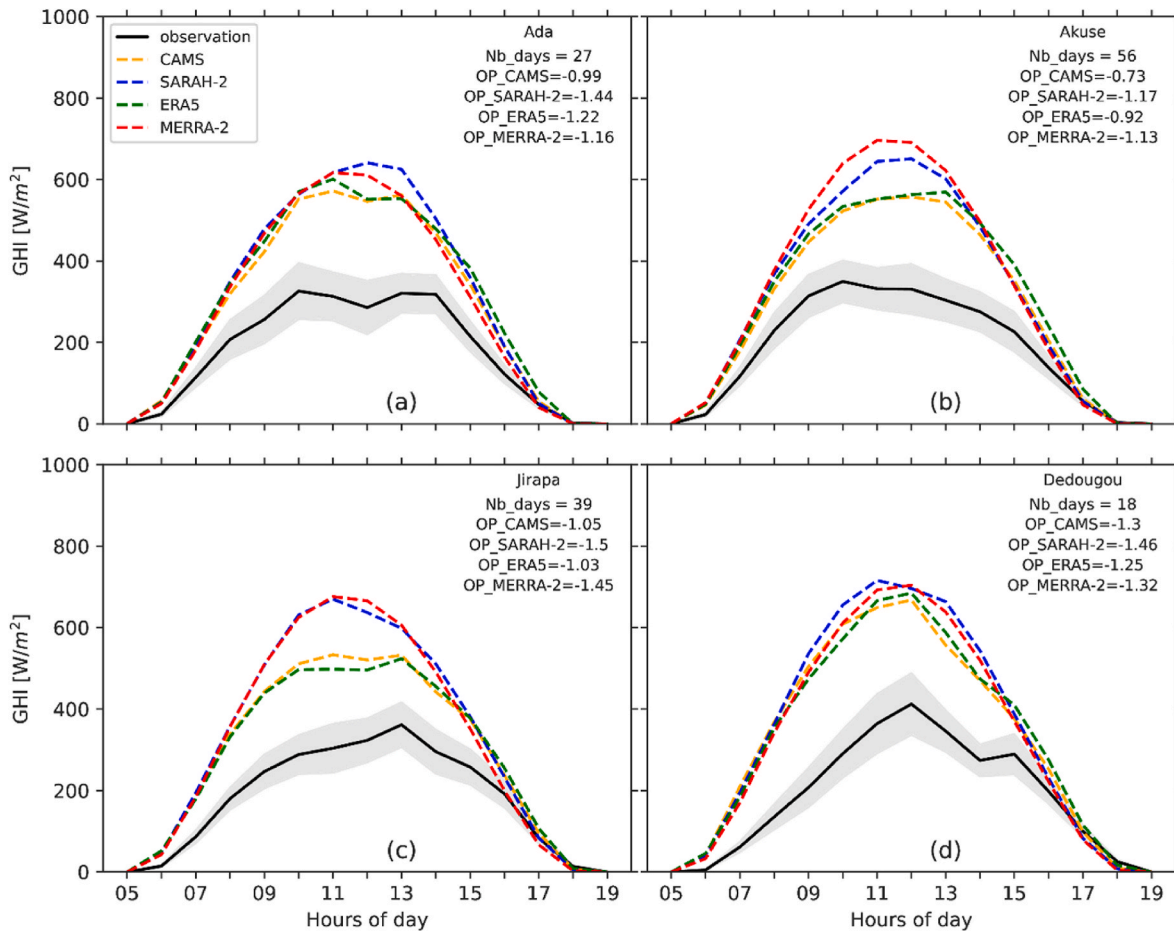 1000
800
600
400
200
0
GHI [W/m²]
observation
CAMS
SARAH-2
ERA5
MERRA-2
Ada
Nb_days = 27
OP_CAMS=-0.99
OP_SARAH-2=-1.44
OP_ERA5=-1.22
OP_MERRA-2=-1.16
(a)
Akuse
Nb_days = 56
OP_CAMS=-0.73
OP_SARAH-2=-1.17
OP_ERA5=-0.92
OP_MERRA-2=-1.13
(b)
1000
800
600
400
200
0
GHI [W/m²]
Jirapa
Nb_days = 39
OP_CAMS=-1.05
OP_SARAH-2=-1.5
OP_ERA5=-1.03
OP_MERRA-2=-1.45
(c)
05 07 09 11 13 15 17 19
Hours of day
Dedougou
Nb_days = 18
OP_CAMS=-1.3
OP_SARAH-2=-1.46
OP_ERA5=-1.25
OP_MERRA-2=-1.32
(d)
05 07 09 11 13 15 17 19
Hours of day